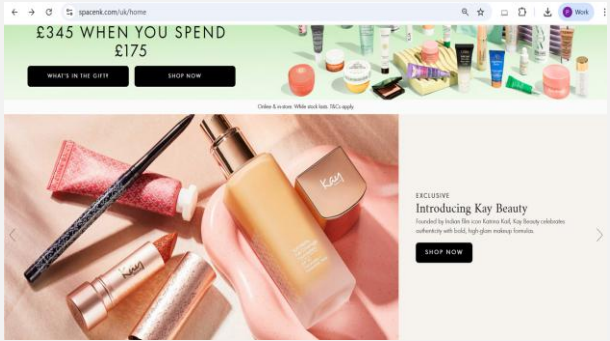 spacenk.com/uk/home
Work
£345 WHEN YOU SPEND
£175
WHAT'S IN THE GIFT?
SHOP NOW
Online & in-store. While stock lasts. T&Cs apply.
Kay
Kay
EXCLUSIVE
Introducing Kay Beauty
Founded by Indian film icon Katrina Kaif, Kay Beauty celebrates
authenticity with bold, high-glam makeup formulas.
SHOP NOW